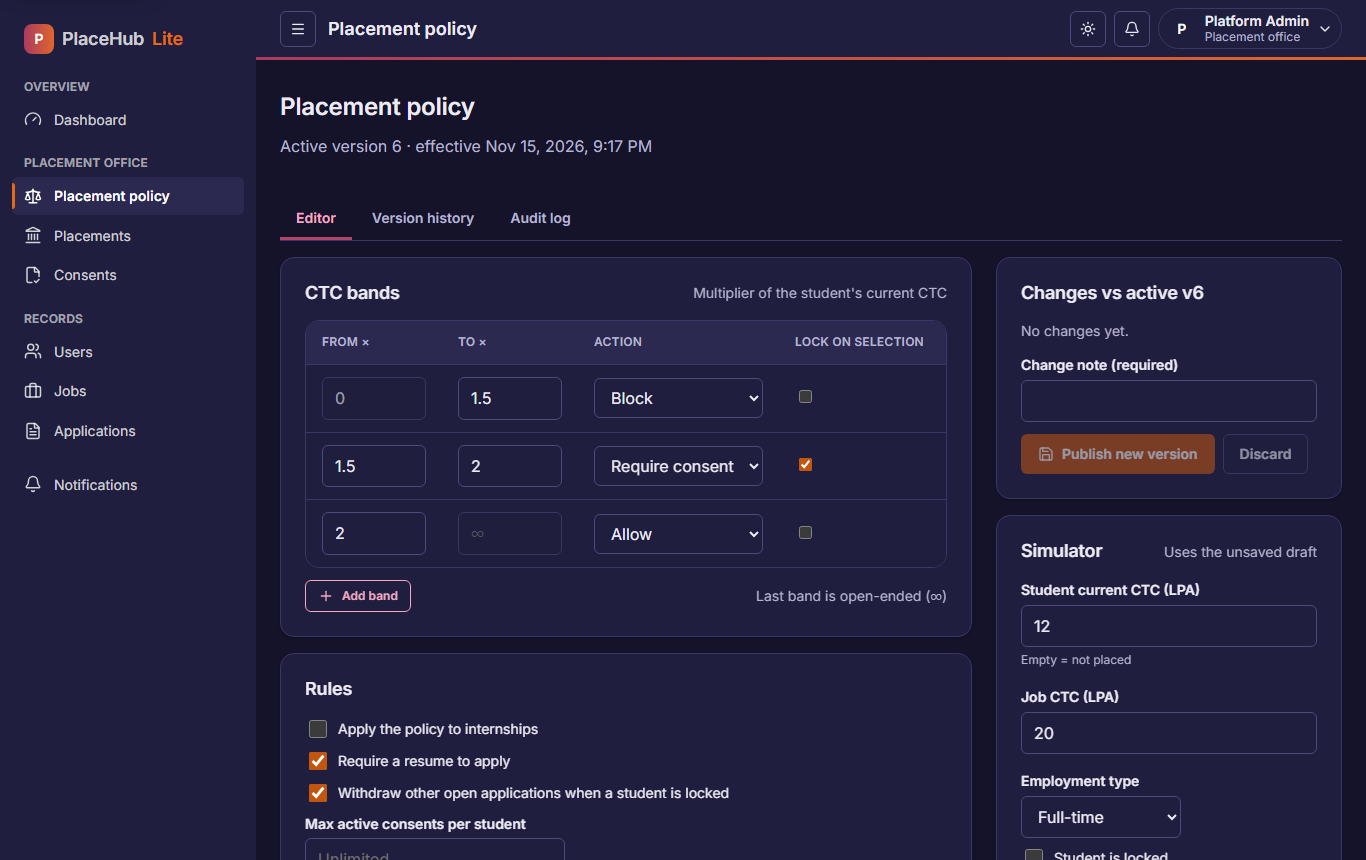 P PlaceHub Lite
OVERVIEW
Dashboard
PLACEMENT OFFICE
Placement policy
Placements
Consents
RECORDS
Users
Jobs
Applications
Notifications
Placement policy
P Platform Admin
Placement office
Placement policy
Active version 6 · effective Nov 15, 2026, 9:17 PM
Editor Version history Audit log
CTC bands Multiplier of the student's current CTC
FROM × TO × ACTION LOCK ON SELECTION
0 1.5 Block
1.5 2 Require consent
2 ∞ Allow
+ Add band Last band is open-ended (∞)
Rules
Apply the policy to internships
Require a resume to apply
Withdraw other open applications when a student is locked
Max active consents per student
Unlimited
Changes vs active v6
No changes yet.
Change note (required)
Publish new version Discard
Simulator Uses the unsaved draft
Student current CTC (LPA)
12
Empty = not placed
Job CTC (LPA)
20
Employment type
Full-time
Student is locked